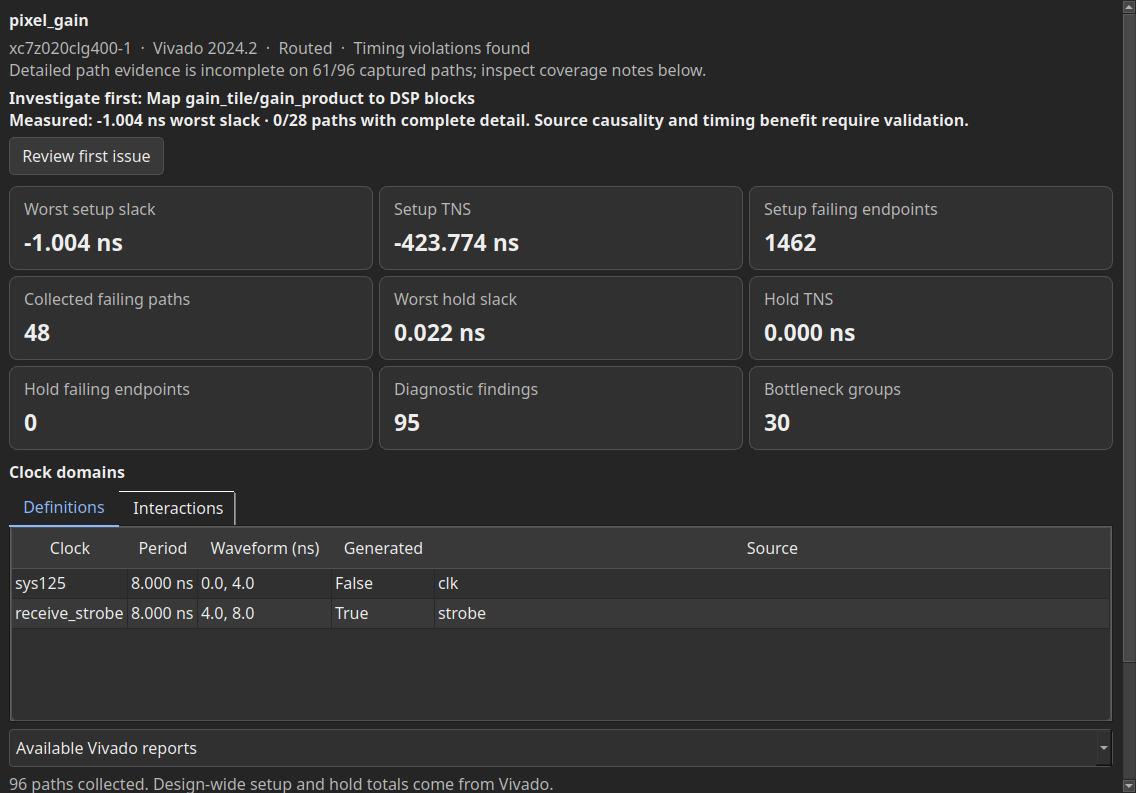 pixel_gain
xc7z020clg400-1 · Vivado 2024.2 · Routed · Timing violations found
Detailed path evidence is incomplete on 61/96 captured paths; inspect coverage notes below.
Investigate first: Map gain_tile/gain_product to DSP blocks
Measured: -1.004 ns worst slack · 0/28 paths with complete detail. Source causality and timing benefit require validation.
Review first issue
Worst setup slack
-1.004 ns
Setup TNS
-423.774 ns
Setup failing endpoints
1462
Collected failing paths
48
Worst hold slack
0.022 ns
Hold TNS
0.000 ns
Hold failing endpoints
0
Diagnostic findings
95
Bottleneck groups
30
Clock domains
Definitions Interactions
Clock Period Waveform (ns) Generated Source
sys125 8.000 ns 0.0, 4.0 False clk
receive_strobe 8.000 ns 4.0, 8.0 True strobe
Available Vivado reports
96 paths collected. Design-wide setup and hold totals come from Vivado.